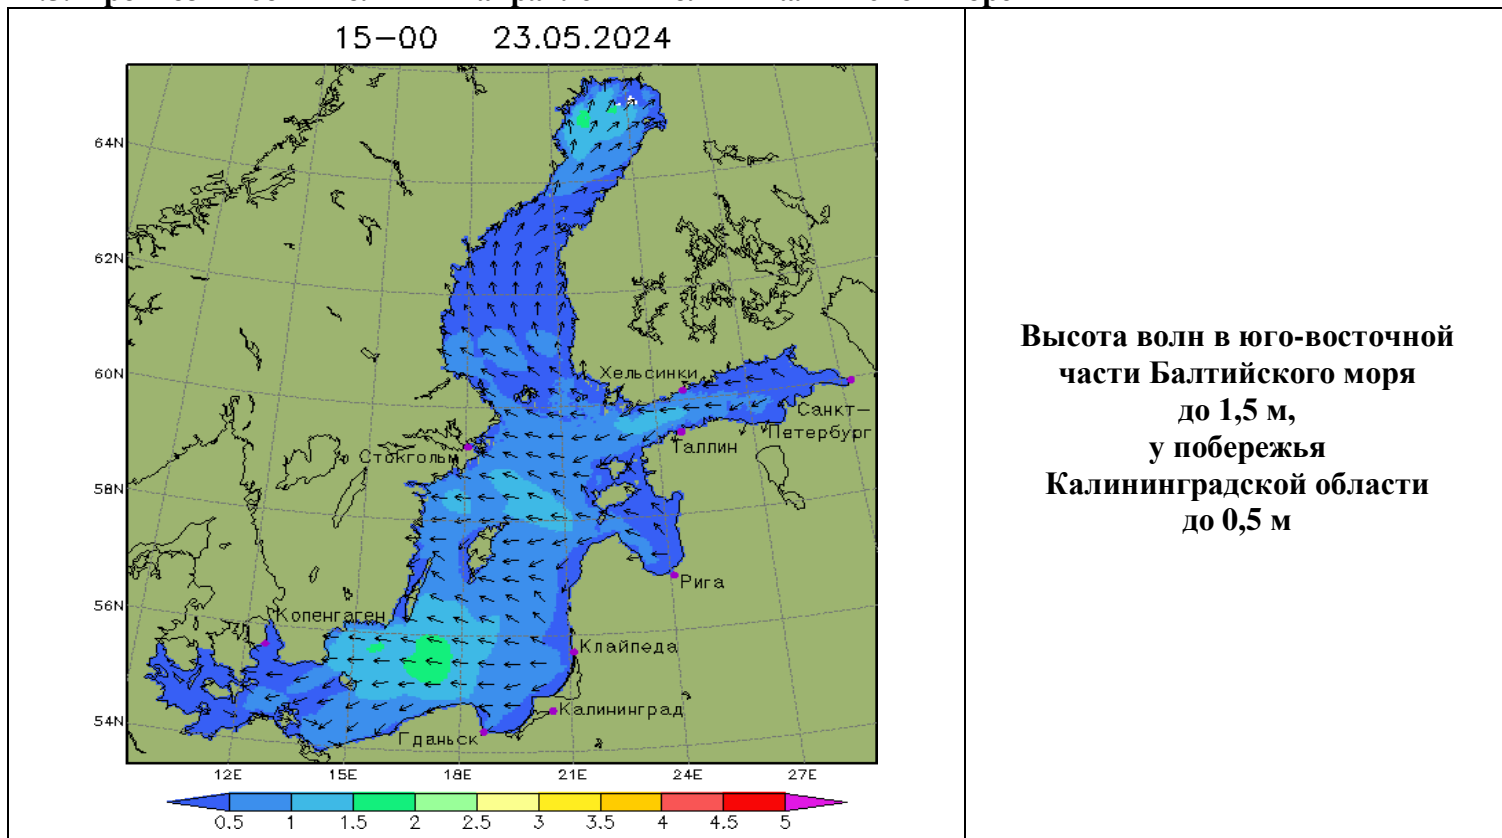 15-00 23.05.2024
64N
62N
60N
58N
56N
54N
Хельсинки
Санкт-
Петербург
Таллин
Стокгольм
Рига
Копенгаген
Клайпеда
Калининград
Гданьск
12E 15E 18E 21E 24E 27E
0.5 1 1.5 2 2.5 3 3.5 4 4.5 5
Высота волн в юго-восточной
части Балтийского моря
до 1,5 м,
у побережья
Калининградской области
до 0,5 м